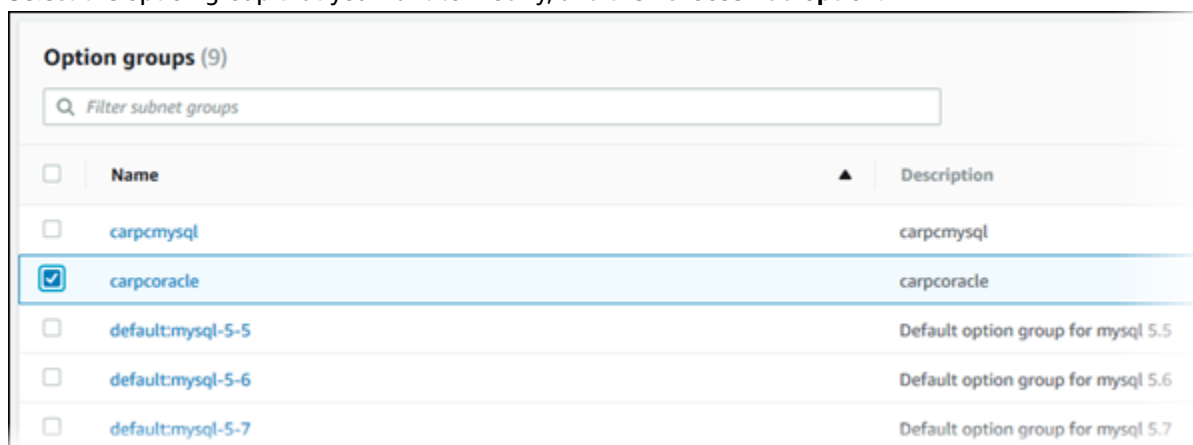 Option groups (9)
Filter subnet groups
Name Description
carpcmysql carpcmysql
carpcoracle carpcoracle
default:mysql-5-5 Default option group for mysql 5.5
default:mysql-5-6 Default option group for mysql 5.6
default:mysql-5-7 Default option group for mysql 5.7